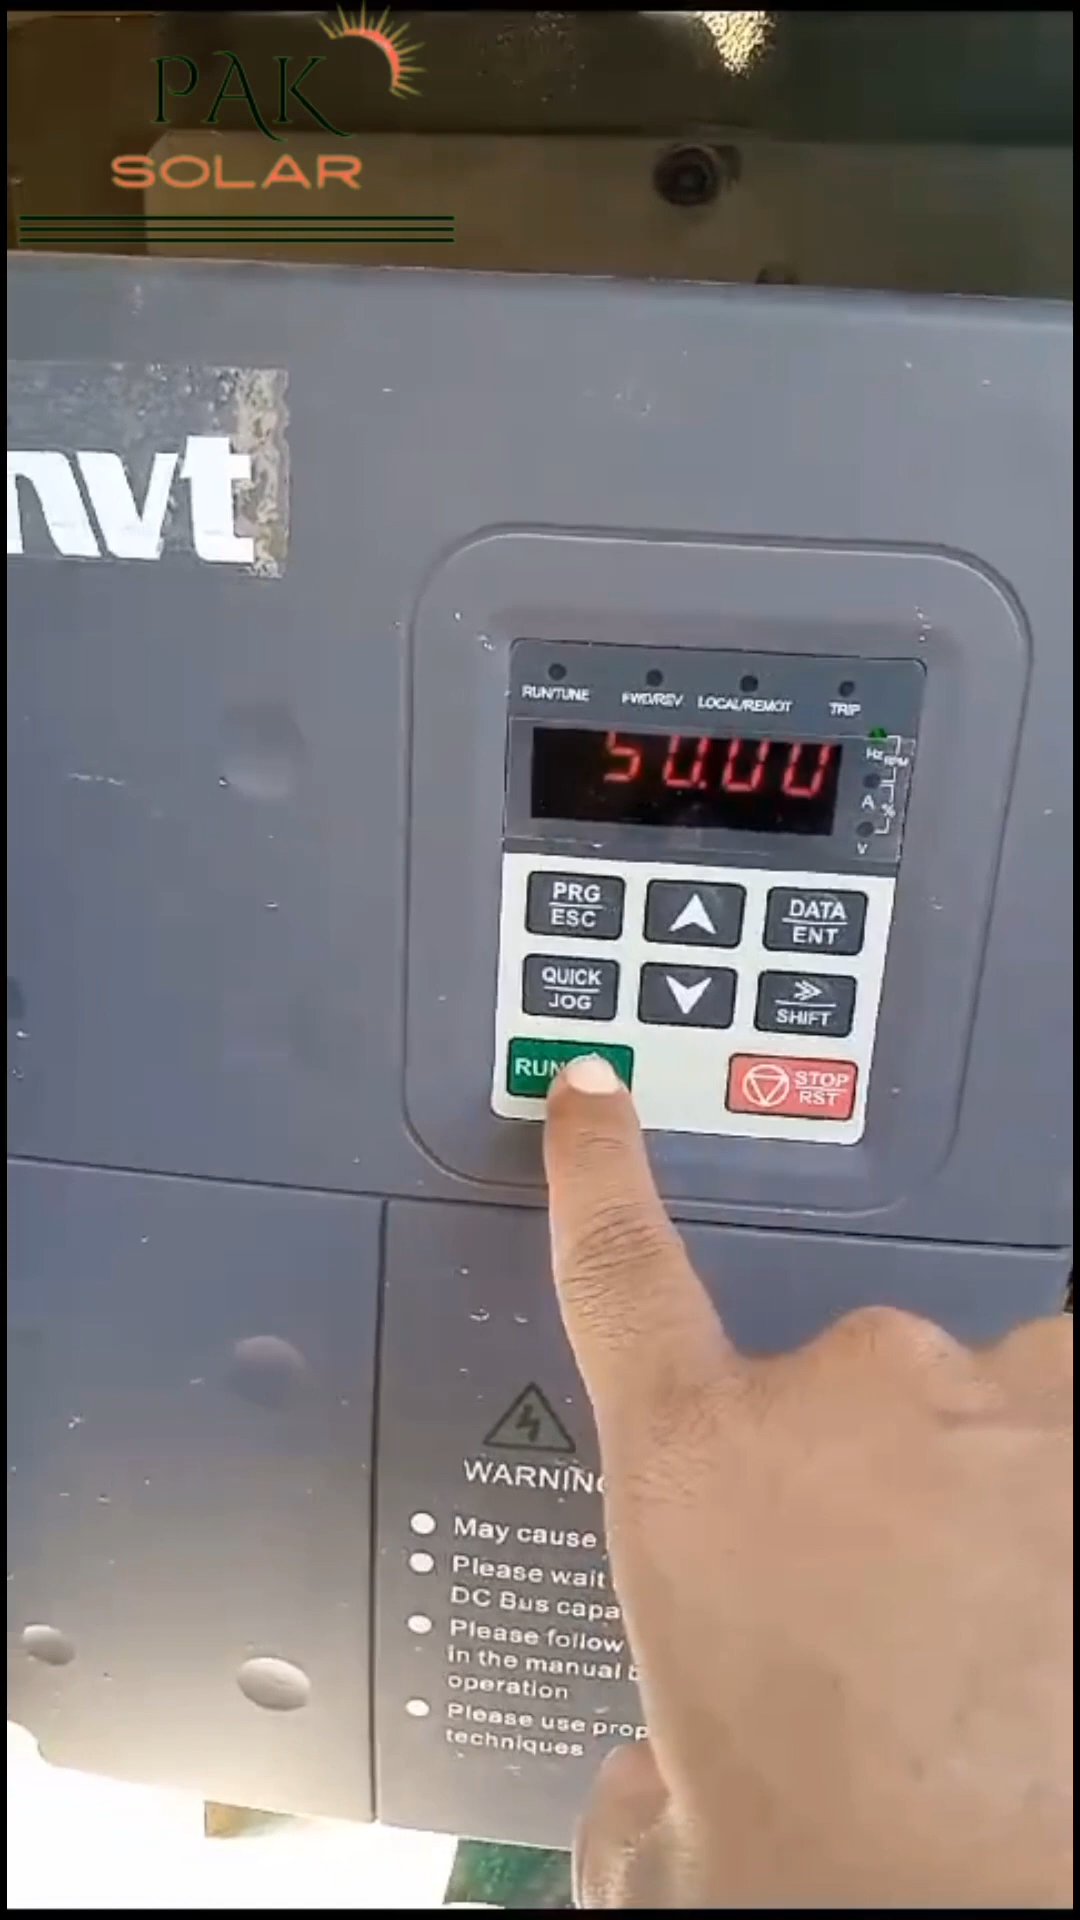 PAK
SOLAR
nvt
RUN/TUNE FWD/REV LOCAL/REMOT TRIP
Hz
RPM
50.00
A
%
V
PRG
ESC
DATA
ENT
QUICK
JOG
SHIFT
RUN
STOP
RST
WARNING
May cause
Please wait
DC Bus
Please follow
in the manual
operation
Please use
techniques